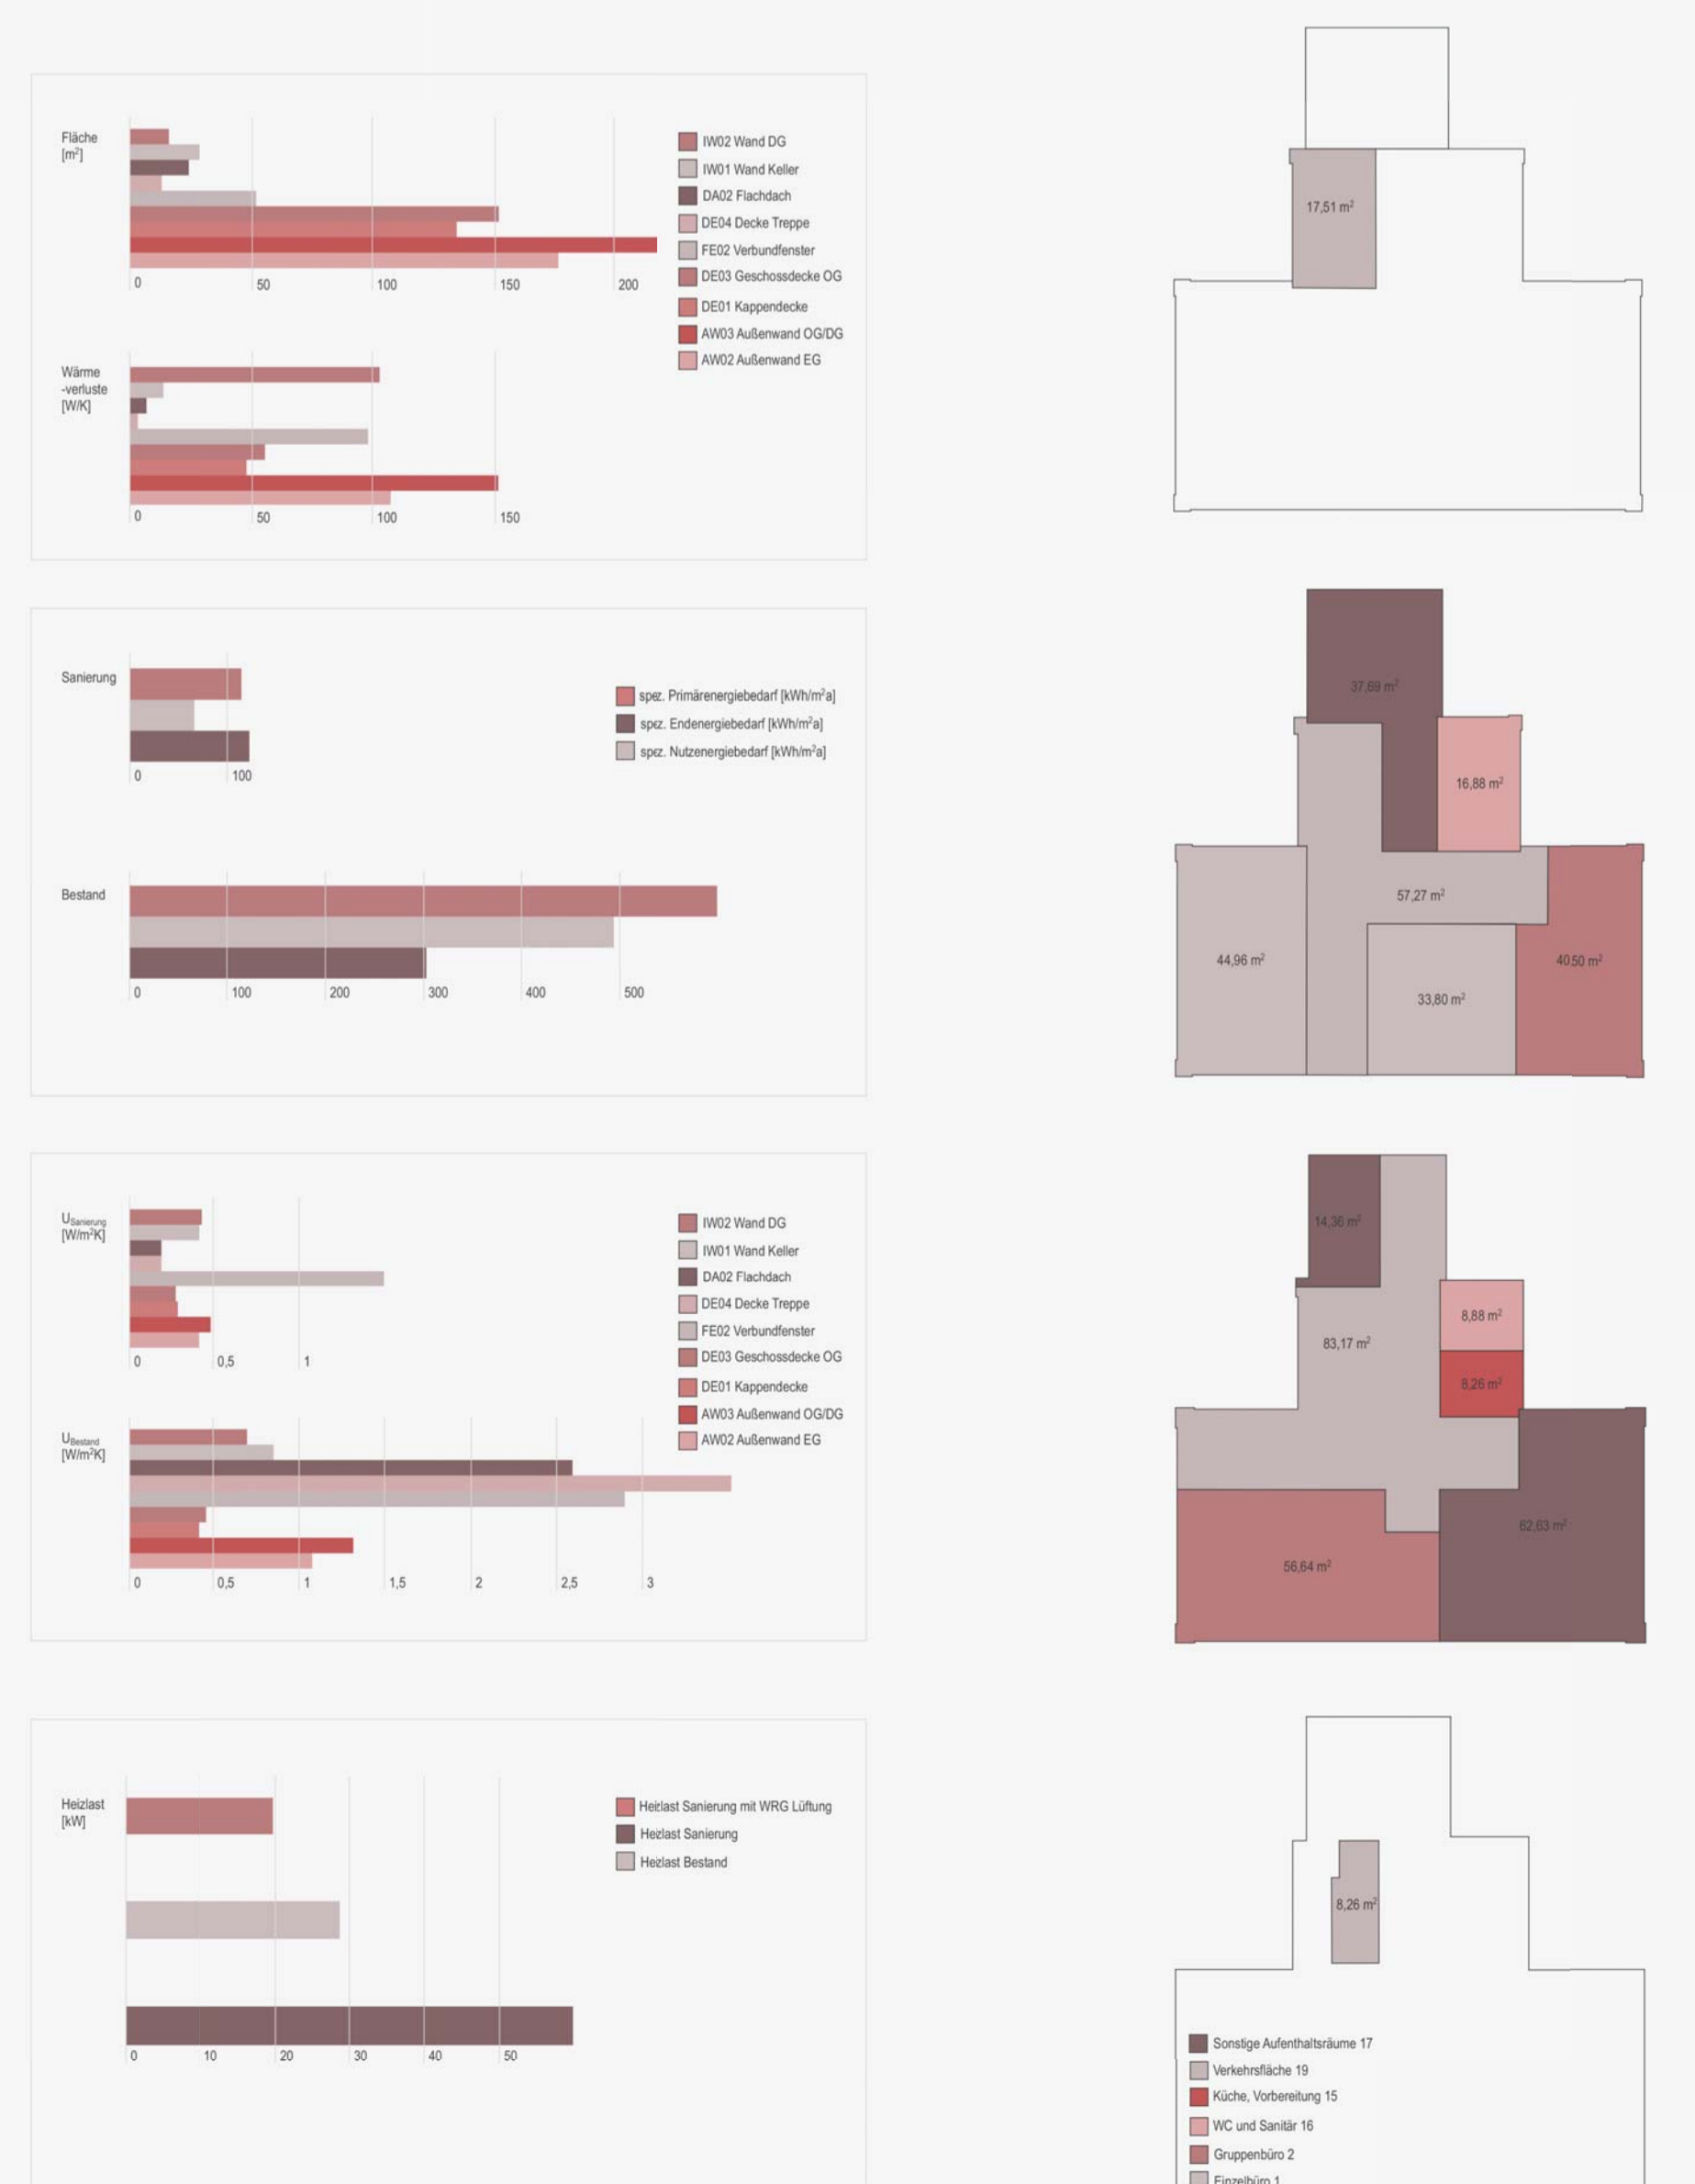 Fläche
[m²]
0 50 100 150 200
IW02 Wand DG
IW01 Wand Keller
DA02 Flachdach
DE04 Decke Treppe
FE02 Verbundfenster
DE03 Geschossdecke OG
DE01 Kappendecke
AW03 Außenwand OG/DG
AW02 Außenwand EG
Wärme
-verluste
[W/K]
0 50 100 150
17,51 m²
Sanierung
0 100
spez. Primärenergiebedarf [kWh/m²a]
spez. Endenergiebedarf [kWh/m²a]
spez. Nutzenergiebedarf [kWh/m²a]
Bestand
0 100 200 300 400 500
37,69 m²
16,88 m²
57,27 m²
44,96 m²
4050 m²
33,80 m²
USanierung
[W/m²K]
0 0,5 1
IW02 Wand DG
IW01 Wand Keller
DA02 Flachdach
DE04 Decke Treppe
FE02 Verbundfenster
DE03 Geschossdecke OG
DE01 Kappendecke
AW03 Außenwand OG/DG
AW02 Außenwand EG
UBestand
[W/m²K]
0 0,5 1 1,5 2 2,5 3
14,36 m²
8,88 m²
83,17 m²
8,26 m²
62,63 m²
56,64 m²
Heizlast
[kW]
0 10 20 30 40 50
Heizlast Sanierung mit WRG Lüftung
Heizlast Sanierung
Heizlast Bestand
8,26 m²
Sonstige Aufenthaltsräume 17
Verkehrsfläche 19
Küche, Vorbereitung 15
WC und Sanitär 16
Gruppenbüro 2
Einzelbüro 1